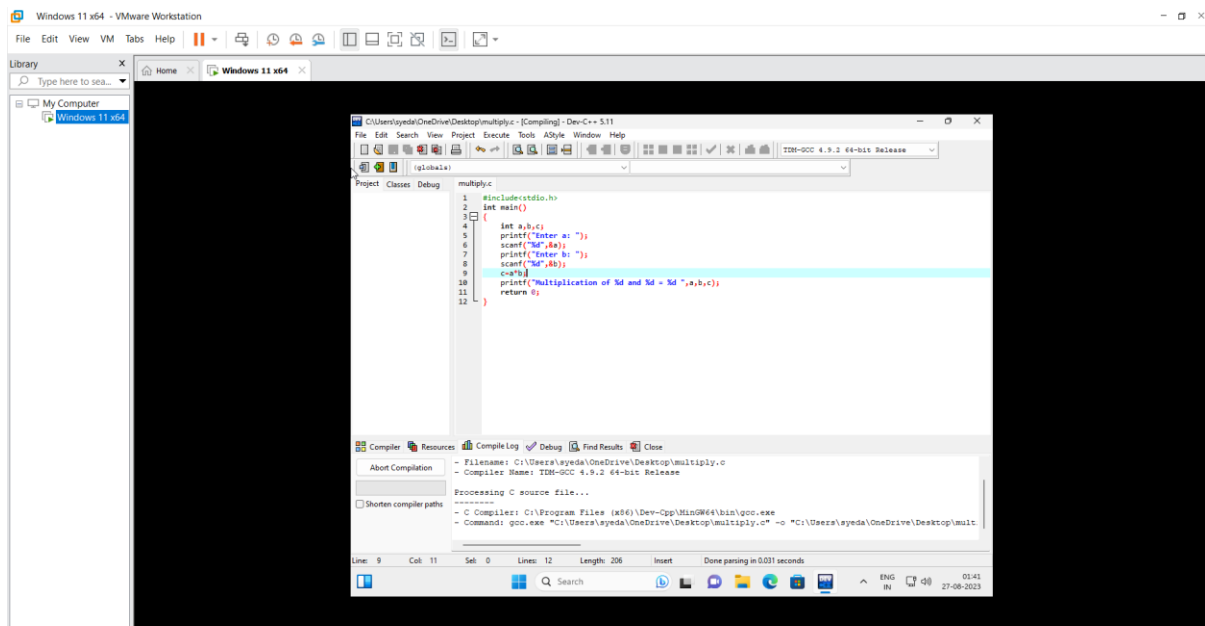 Windows 11 x64 - VMware Workstation
File Edit View VM Tabs Help
Library X
Type here to sea...
Home
Windows 11 x64
My Computer
Windows 11 x64
C:\Users\syeda\OneDrive\Desktop\multiply.c - [Compiling] - Dev-C++ 5.11
File Edit Search View Project Execute Tools AStyle Window Help
TDM-GCC 4.9.2 64-bit Release
(globals)
Project Classes Debug
multiply.c
1 #include<stdio.h>
2 int main()
3 {
4 int a,b,c;
5 printf("Enter a: ");
6 scanf("%d",&a);
7 printf("Enter b: ");
8 scanf("%d",&b);
9 c=a*b;
10 printf("Multiplication of %d and %d = %d ",a,b,c);
11 return 0;
12 }
Compiler Resources Compile Log Debug Find Results Close
Abort Compilation
Shorten compiler paths
- Filename: C:\Users\syeda\OneDrive\Desktop\multiply.c
- Compiler Name: TDM-GCC 4.9.2 64-bit Release
Processing C source file...
--------
- C Compiler: C:\Program Files (x86)\Dev-Cpp\MinGW64\bin\gcc.exe
- Command: gcc.exe "C:\Users\syeda\OneDrive\Desktop\multiply.c" -o "C:\Users\syeda\OneDrive\Desktop\mult
Line: 9 Col: 11 Sel: 0 Lines: 12 Length: 206 Insert Done parsing in 0.031 seconds
Search
ENG
IN
01:41
27-08-2023